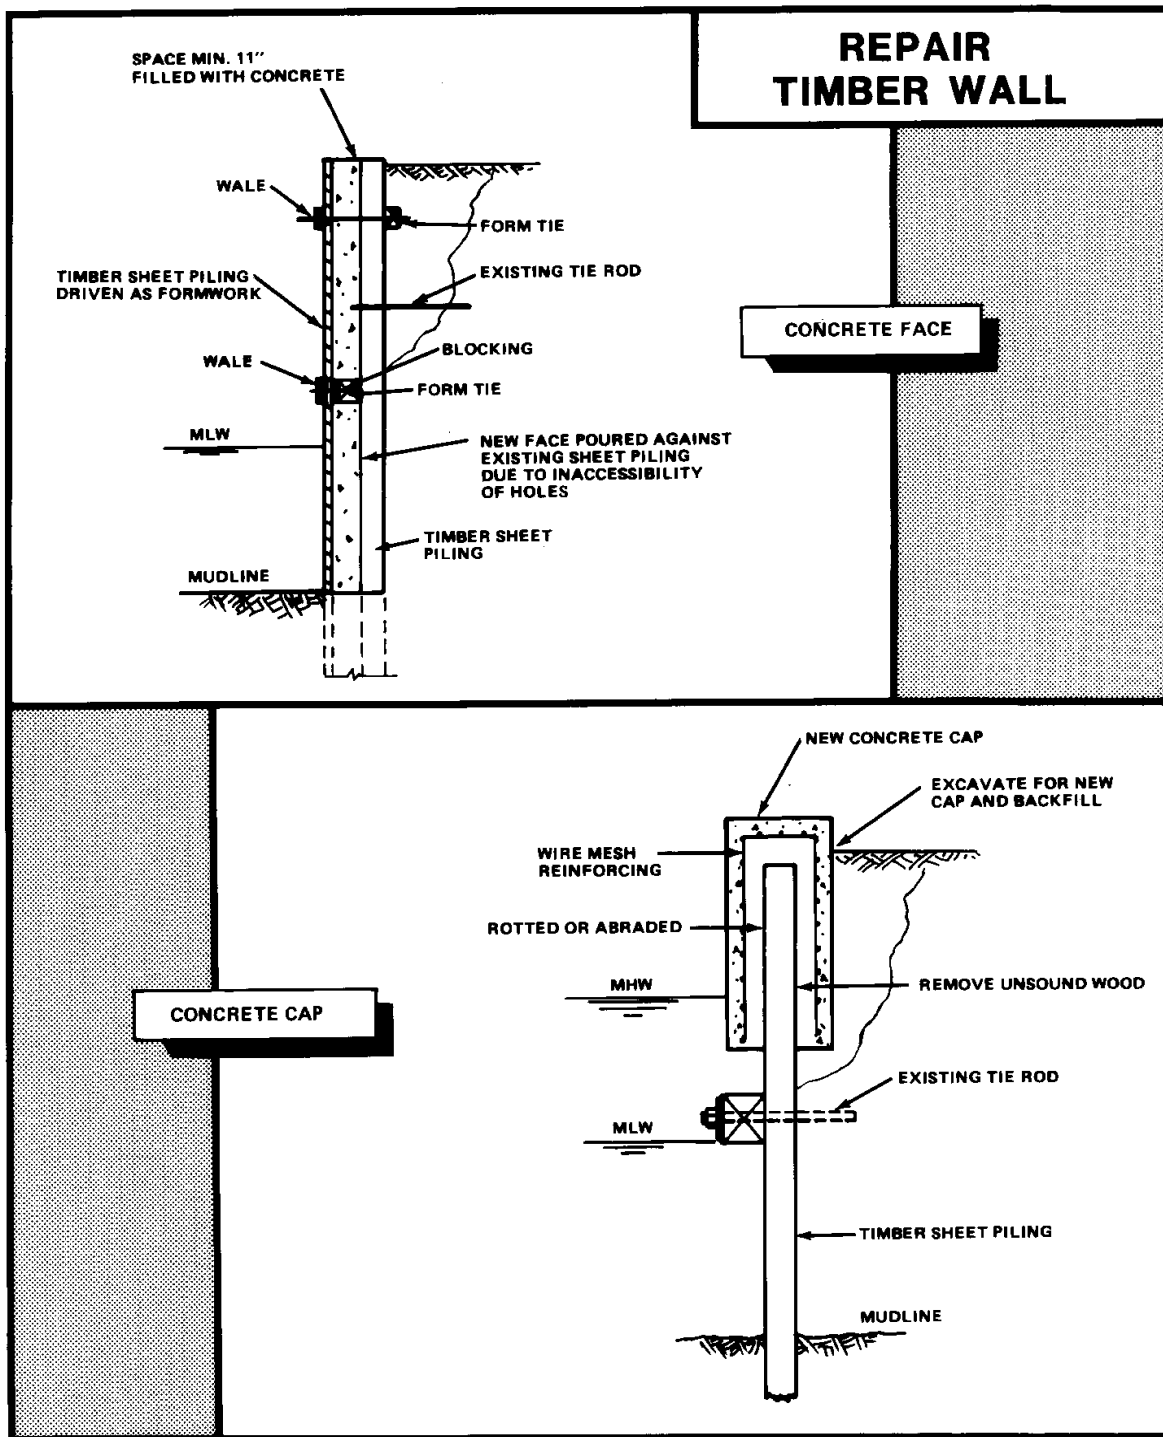 REPAIR
TIMBER WALL
SPACE MIN. 11"
FILLED WITH CONCRETE
WALE
FORM TIE
EXISTING TIE ROD
TIMBER SHEET PILING
DRIVEN AS FORMWORK
CONCRETE FACE
BLOCKING
WALE
FORM TIE
MLW
NEW FACE POURED AGAINST
EXISTING SHEET PILING
DUE TO INACCESSIBILITY
OF HOLES
TIMBER SHEET
PILING
MUDLINE
NEW CONCRETE CAP
EXCAVATE FOR NEW
CAP AND BACKFILL
WIRE MESH
REINFORCING
ROTTED OR ABRADED
MHW
REMOVE UNSOUND WOOD
CONCRETE CAP
EXISTING TIE ROD
MLW
TIMBER SHEET PILING
MUDLINE